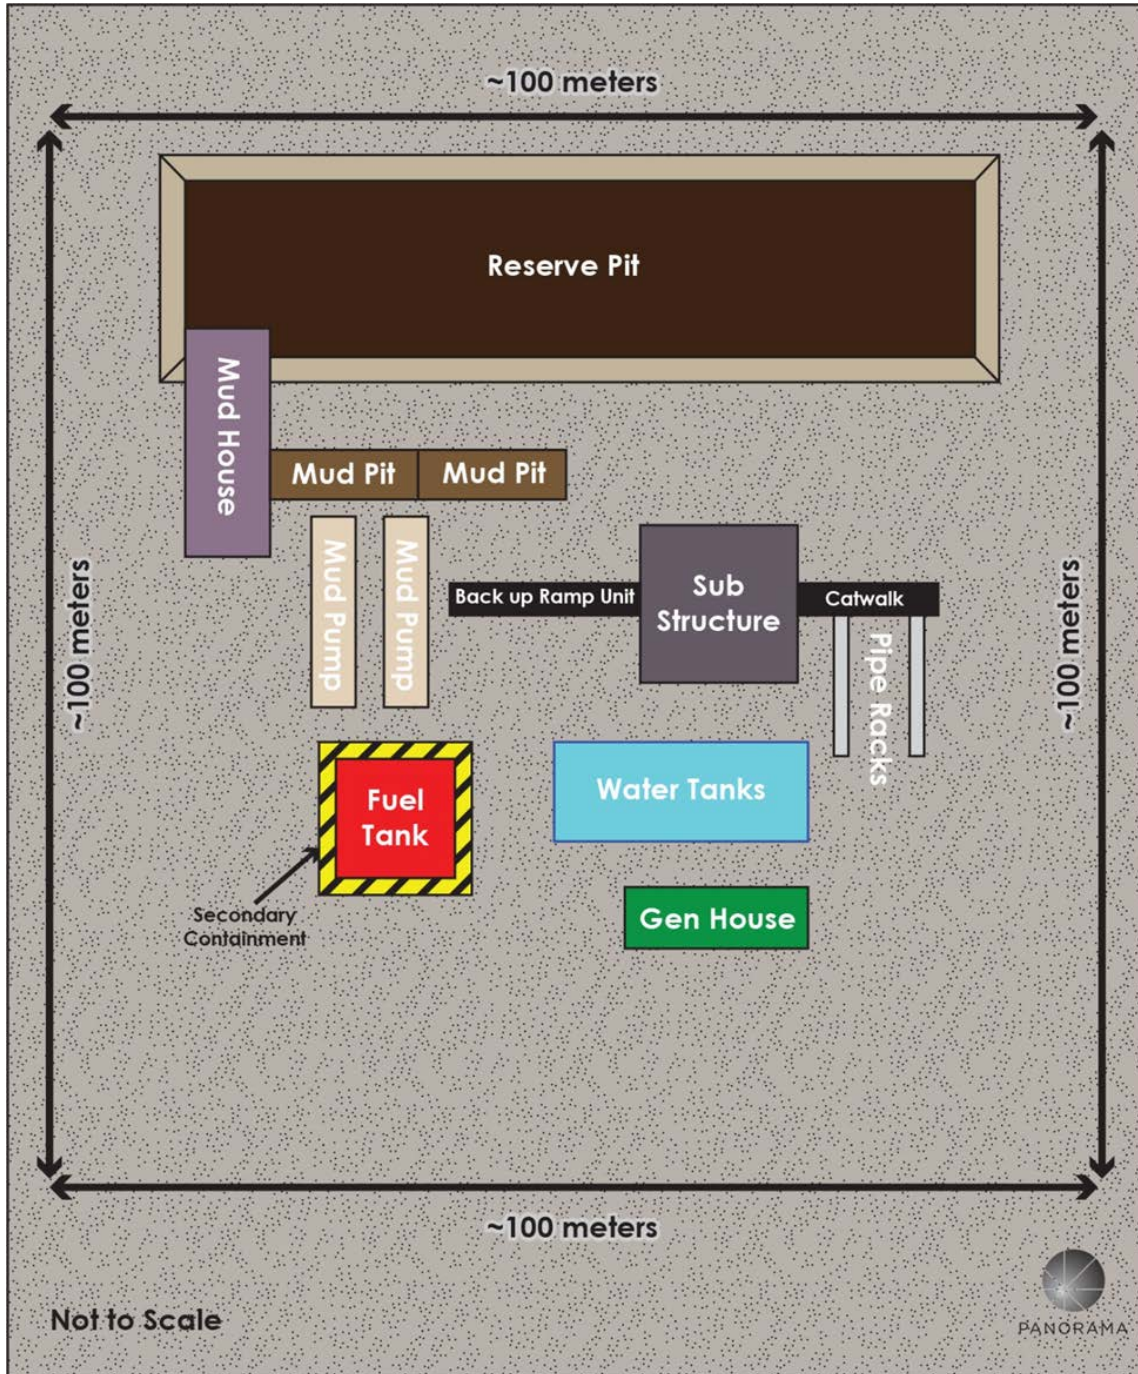 ~100 meters
Reserve Pit
Mud House
Mud Pit
Mud Pit
Mud Pump
Mud Pump
Back up Ramp Unit
Sub
Structure
Catwalk
Pipe Racks
~100 meters
~100 meters
Fuel
Tank
Water Tanks
Secondary
Containment
Gen House
~100 meters
Not to Scale
PANORAMA